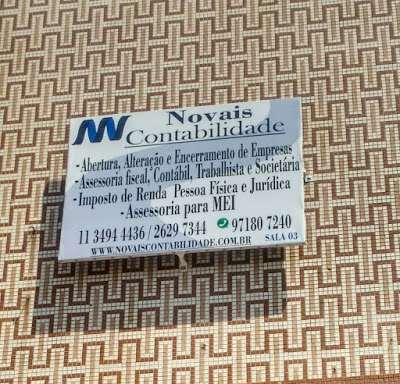 Novais
Contabilidade
-Abertura, Alteração e Encerramento de Empresas
-Assessoria fiscal, Contábil, Trabalhista e Societária
-Imposto de Renda Pessoa Física e Jurídica
-Assessoria para MEI
11 3494 4436 / 2629 7344 97180 7240
WWW.NOVAISCONTABILIDADE.COM.BR SALA 03